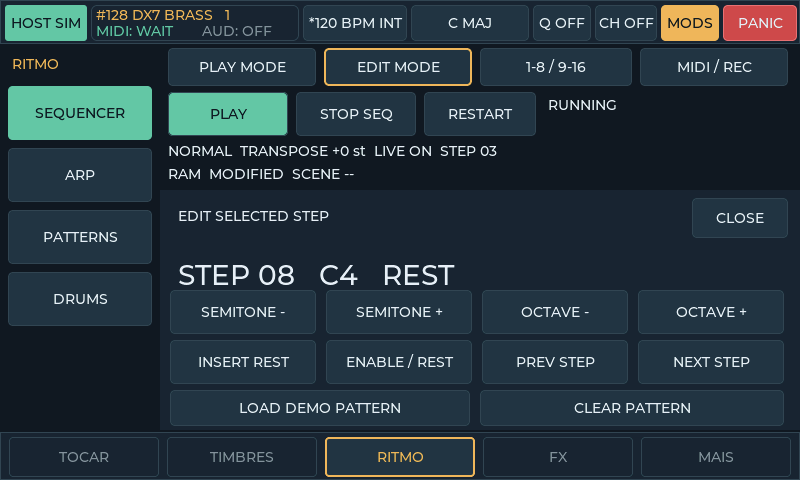 HOST SIM
#128 DX7 BRASS 1
MIDI: WAIT AUD: OFF
*120 BPM INT
C MAJ
Q OFF
CH OFF
MODS
PANIC
RITMO
SEQUENCER
ARP
PATTERNS
DRUMS
PLAY MODE
EDIT MODE
1-8 / 9-16
MIDI / REC
PLAY
STOP SEQ
RESTART
RUNNING
NORMAL TRANSPOSE +0 st LIVE ON STEP 03
RAM MODIFIED SCENE --
EDIT SELECTED STEP
CLOSE
STEP 08 C4 REST
SEMITONE -
SEMITONE +
OCTAVE -
OCTAVE +
INSERT REST
ENABLE / REST
PREV STEP
NEXT STEP
LOAD DEMO PATTERN
CLEAR PATTERN
TOCAR
TIMBRES
RITMO
FX
MAIS